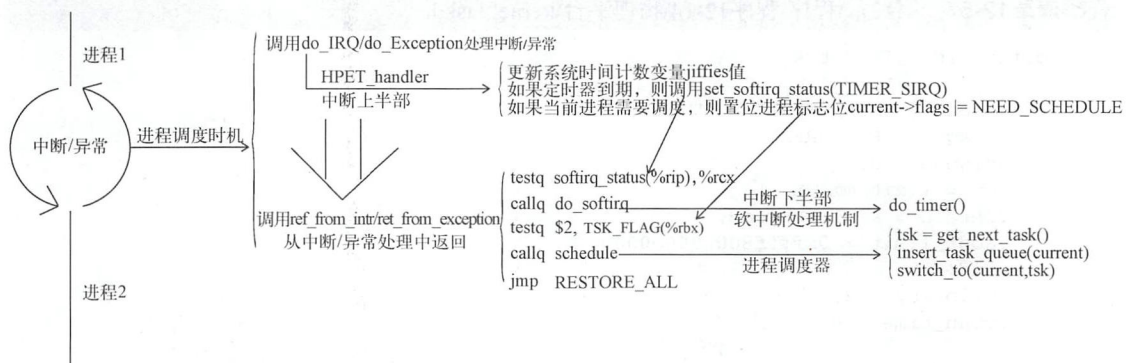 进程1
中断/异常
进程2
进程调度时机
调用do_IRQ/do_Exception处理中断/异常
HPET_handler
中断上半部
更新系统时间计数变量jiffies值
如果定时器到期，则调用set_softirq_status(TIMER_SIRQ)
如果当前进程需要调度，则置位进程标志位current->flags |= NEED_SCHEDULE
调用ref_from_intr/ret_from_exception
从中断/异常处理中返回
testq softirq_status(%rip),%rcx
callq do_softirq
testq $2, TSK_FLAG(%rbx)
callq schedule
jmp RESTORE_ALL
中断下半部
软中断处理机制
do_timer()
进程调度器
tsk = get_next_task()
insert_task_queue(current)
switch_to(current,tsk)